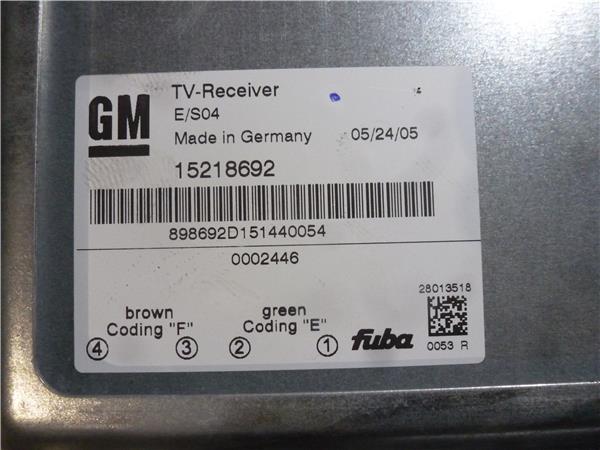 GM
TV-Receiver
E/S04
Made in Germany 05/24/05
15218692
898692D151440054
0002446
28013518
brown green
Coding "F" Coding "E"
4 3 2 1
fuba
0053 R